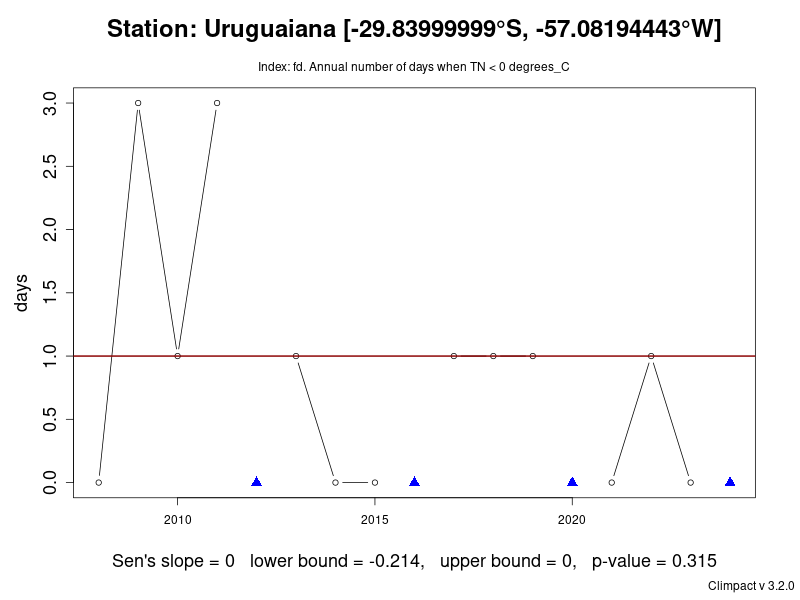 Station: Uruguaiana [-29.83999999°S, -57.08194443°W]
Index: fd. Annual number of days when TN < 0 degrees_C
3.0
2.5
2.0
1.5
1.0
0.5
0.0
days
2010
2015
2020
Sen's slope = 0 lower bound = -0.214, upper bound = 0, p-value = 0.315
Climpact v 3.2.0